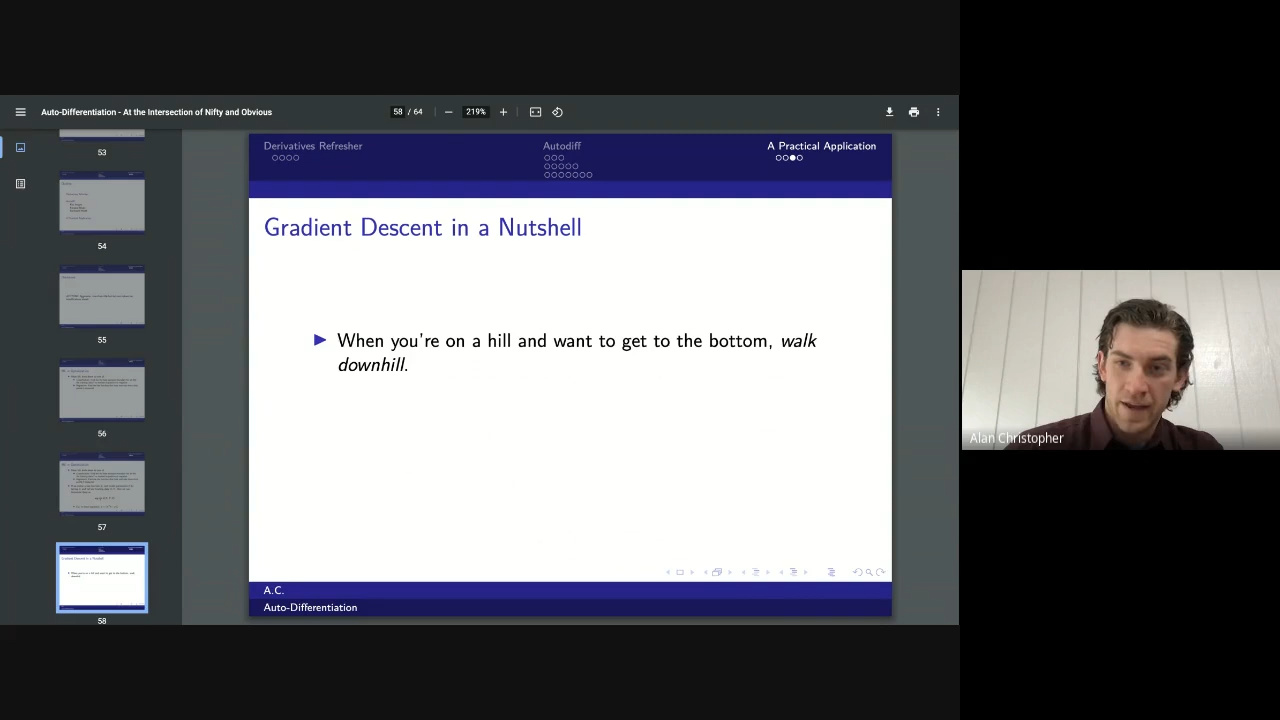 Auto-Differentiation - At the Intersection of Nifty and Obvious
58 / 64
219%
53
54
55
56
57
58
Derivatives Refresher
Autodiff
A Practical Application
Gradient Descent in a Nutshell
When you're on a hill and want to get to the bottom, walk
downhill.
A.C.
Auto-Differentiation
Alan Christopher